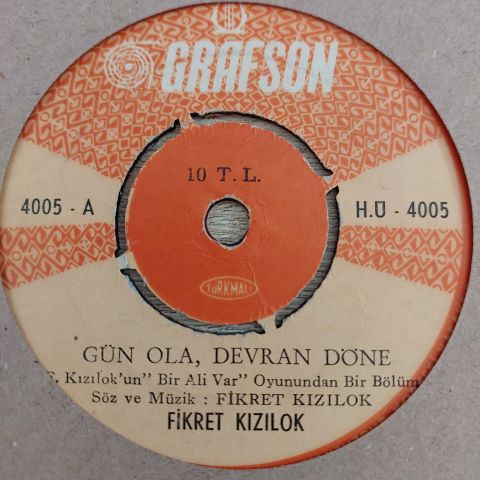 GRAFSON
10 T.L.
4005 - A
H.Ü - 4005
TÜRKMALI
GÜN OLA, DEVRAN DÖNE
F. Kızılok'un" Bir Ali Var" Oyunundan Bir Bölüm
Söz ve Müzik : FİKRET KIZILOK
FİKRET KIZILOK